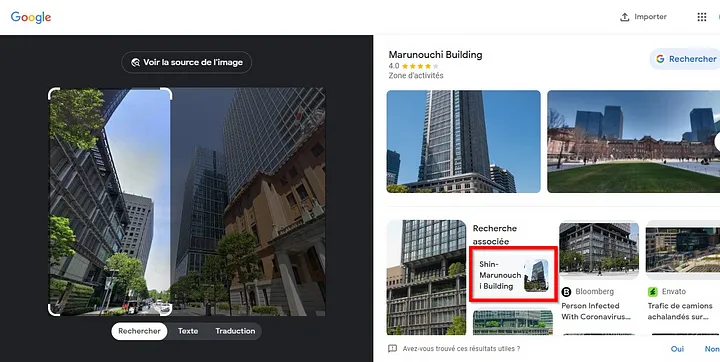 Google
Importer
Voir la source de l'image
Marunouchi Building
4.0
Zone d'activités
Rechercher
Recherche
associée
Shin-
Marunouch
i Building
Bloomberg
Person Infected
With Coronavirus...
Envato
Trafic de camions
achalandés sur...
Rechercher Texte Traduction
Avez-vous trouvé ces résultats utiles ?
Oui Non